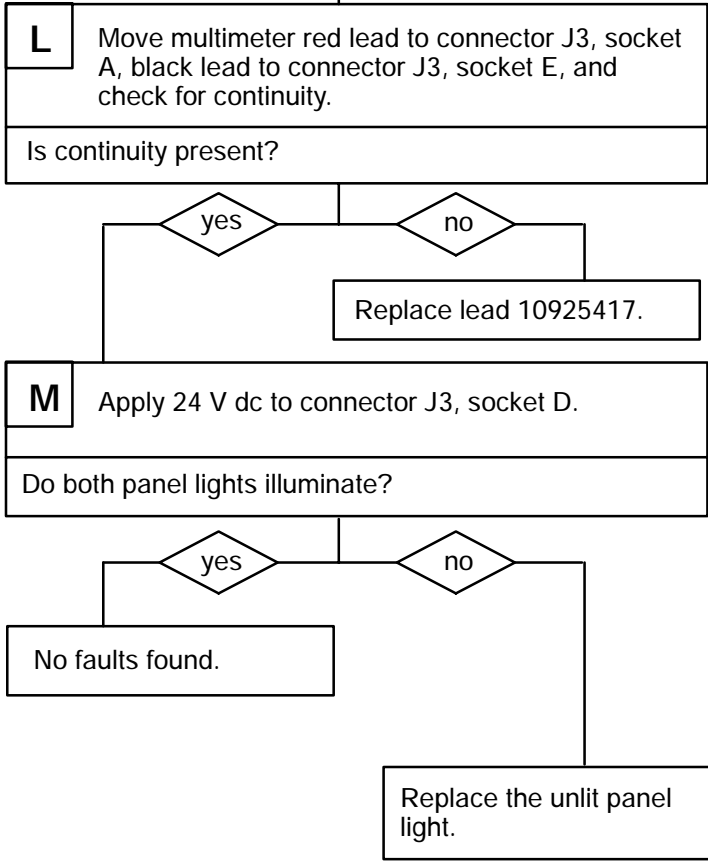 L
Move multimeter red lead to connector J3, socket
A, black lead to connector J3, socket E, and
check for continuity.
Is continuity present?
yes
no
Replace lead 10925417.
M
Apply 24 V dc to connector J3, socket D.
Do both panel lights illuminate?
yes
no
No faults found.
Replace the unlit panel
light.